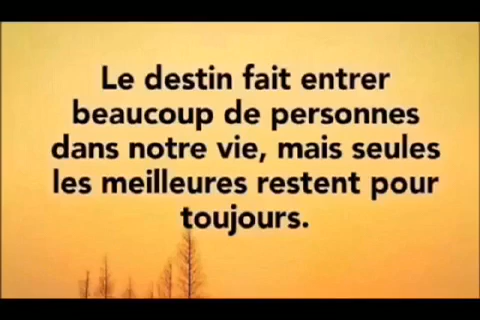 Le destin fait entrer
beaucoup de personnes
dans notre vie, mais seules
les meilleures restent pour
toujours.